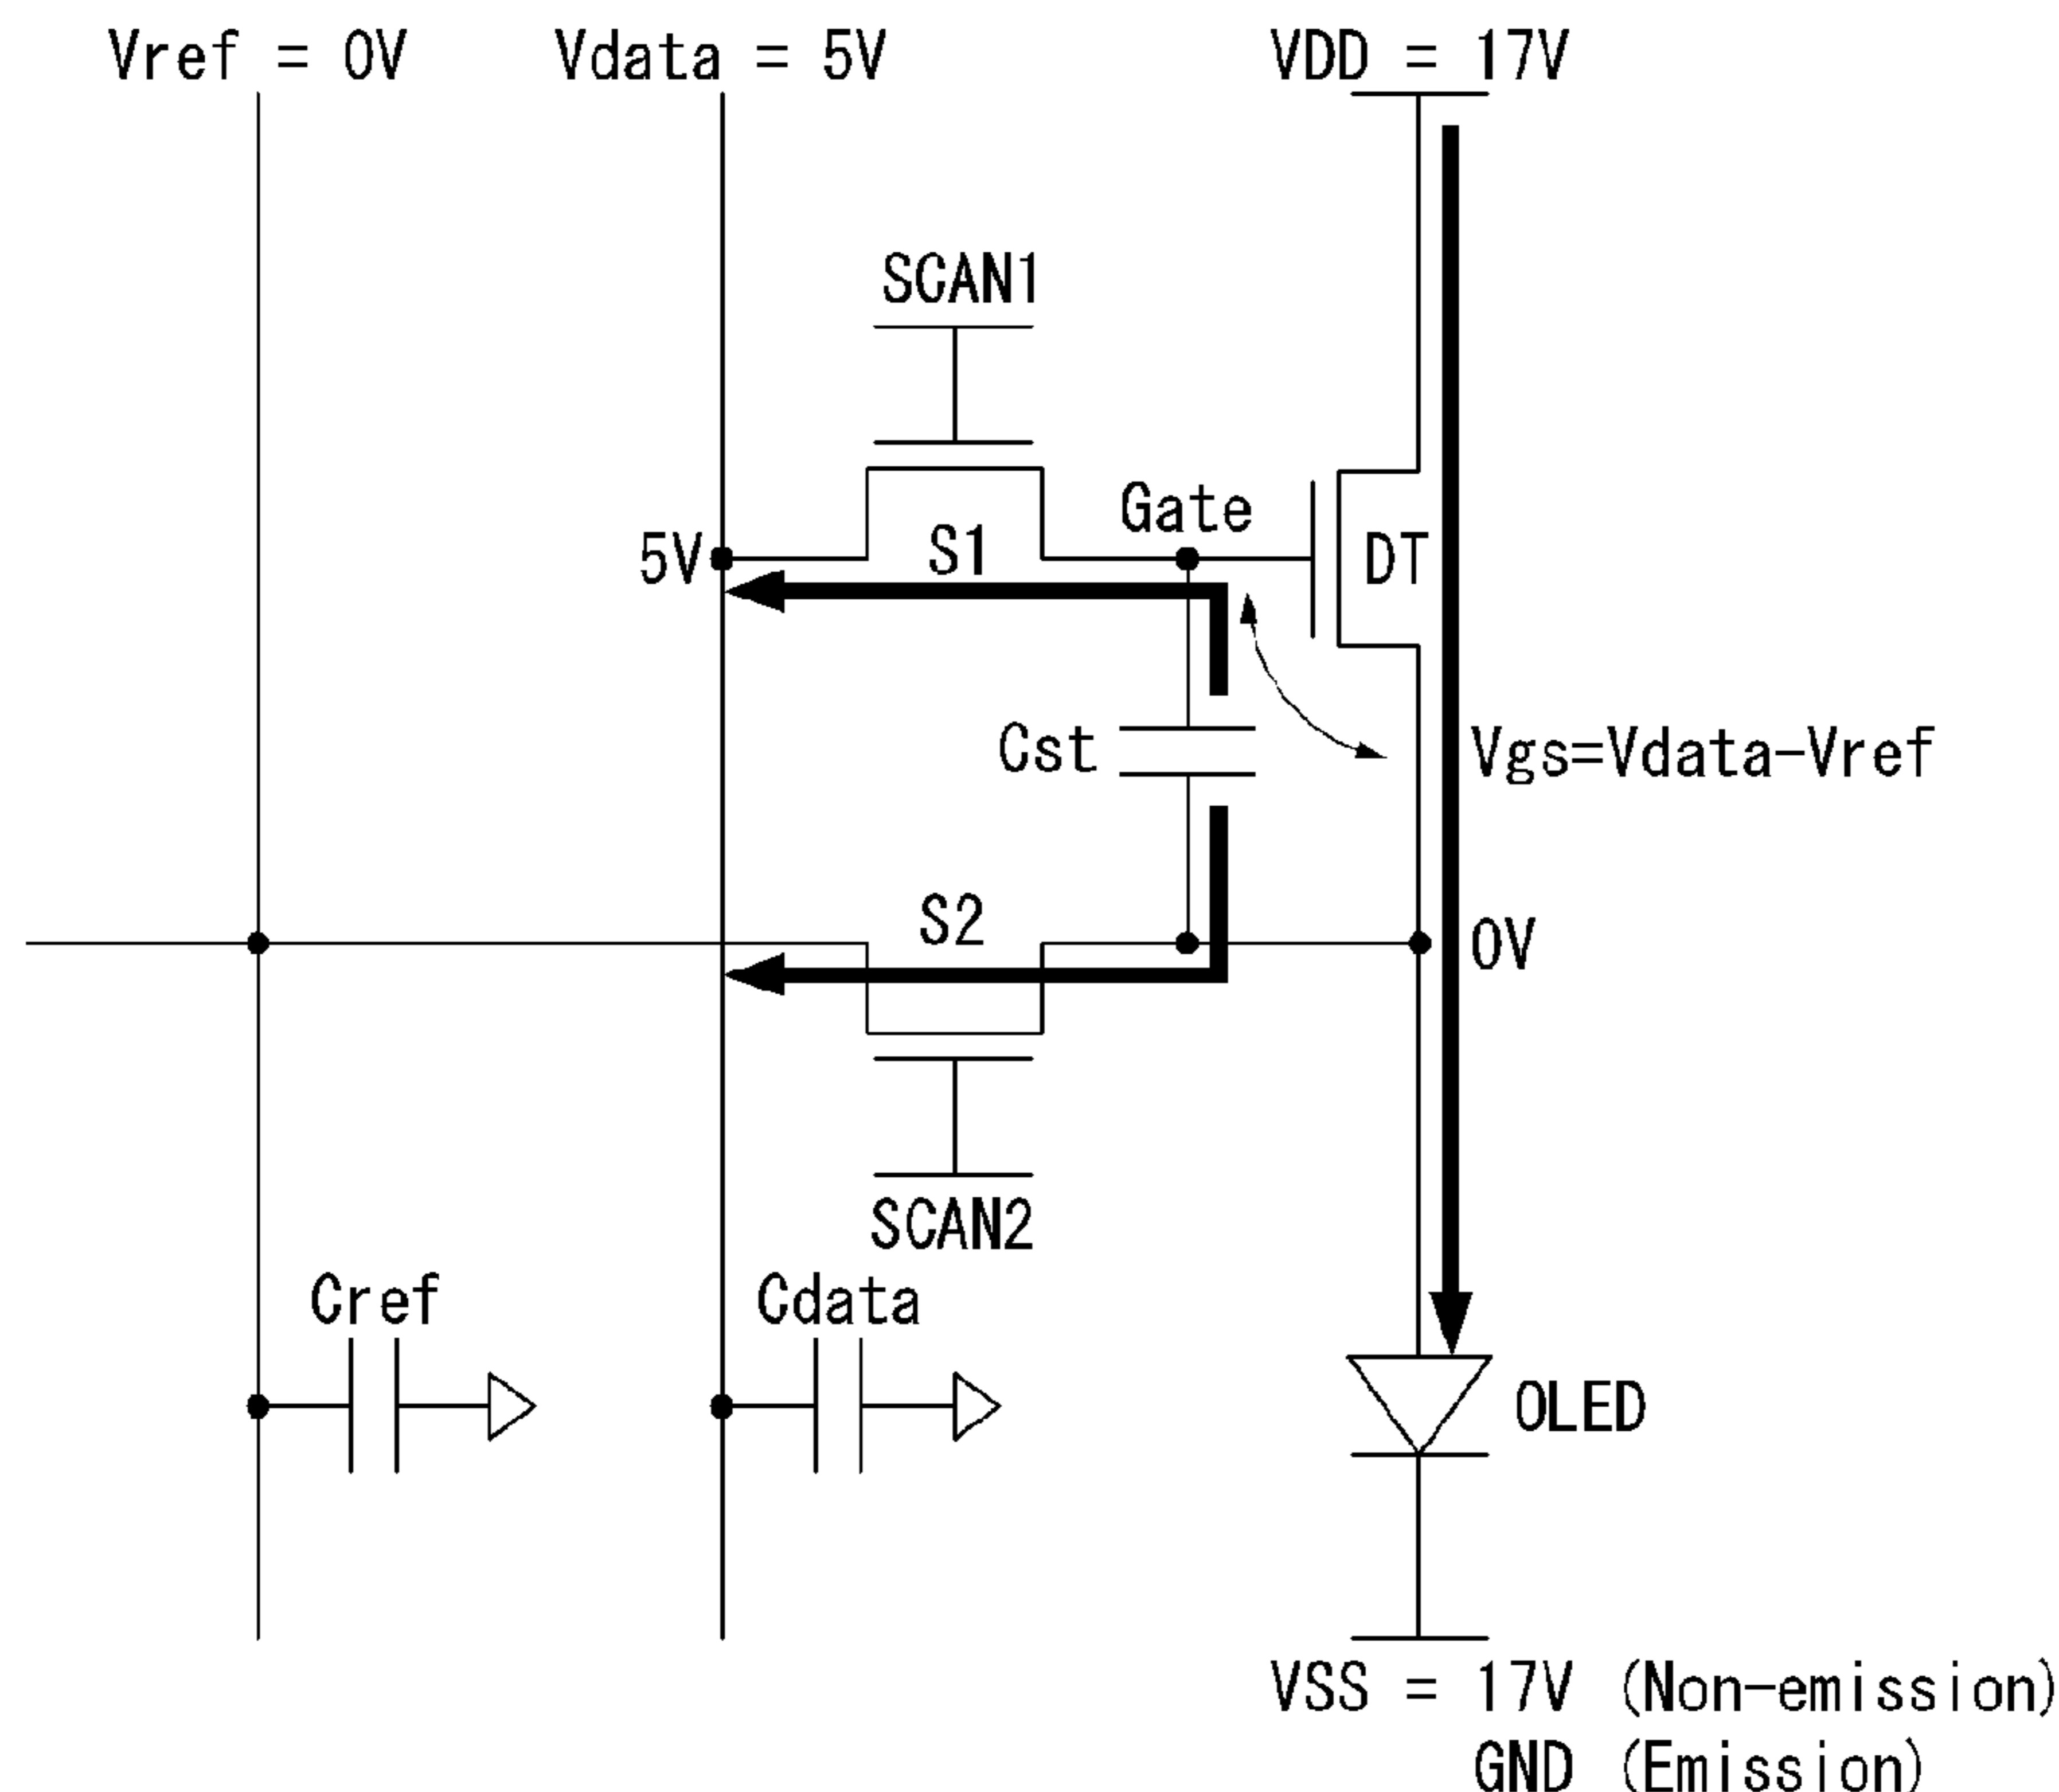 Vref = 0V
Vdata = 5V
VDD = 17V
SCAN1
Gate
5V
S1
DT
Cst
Vgs=Vdata-Vref
S2
0V
SCAN2
Cref
Cdata
OLED
VSS = 17V (Non-emission)
GND (Emission)